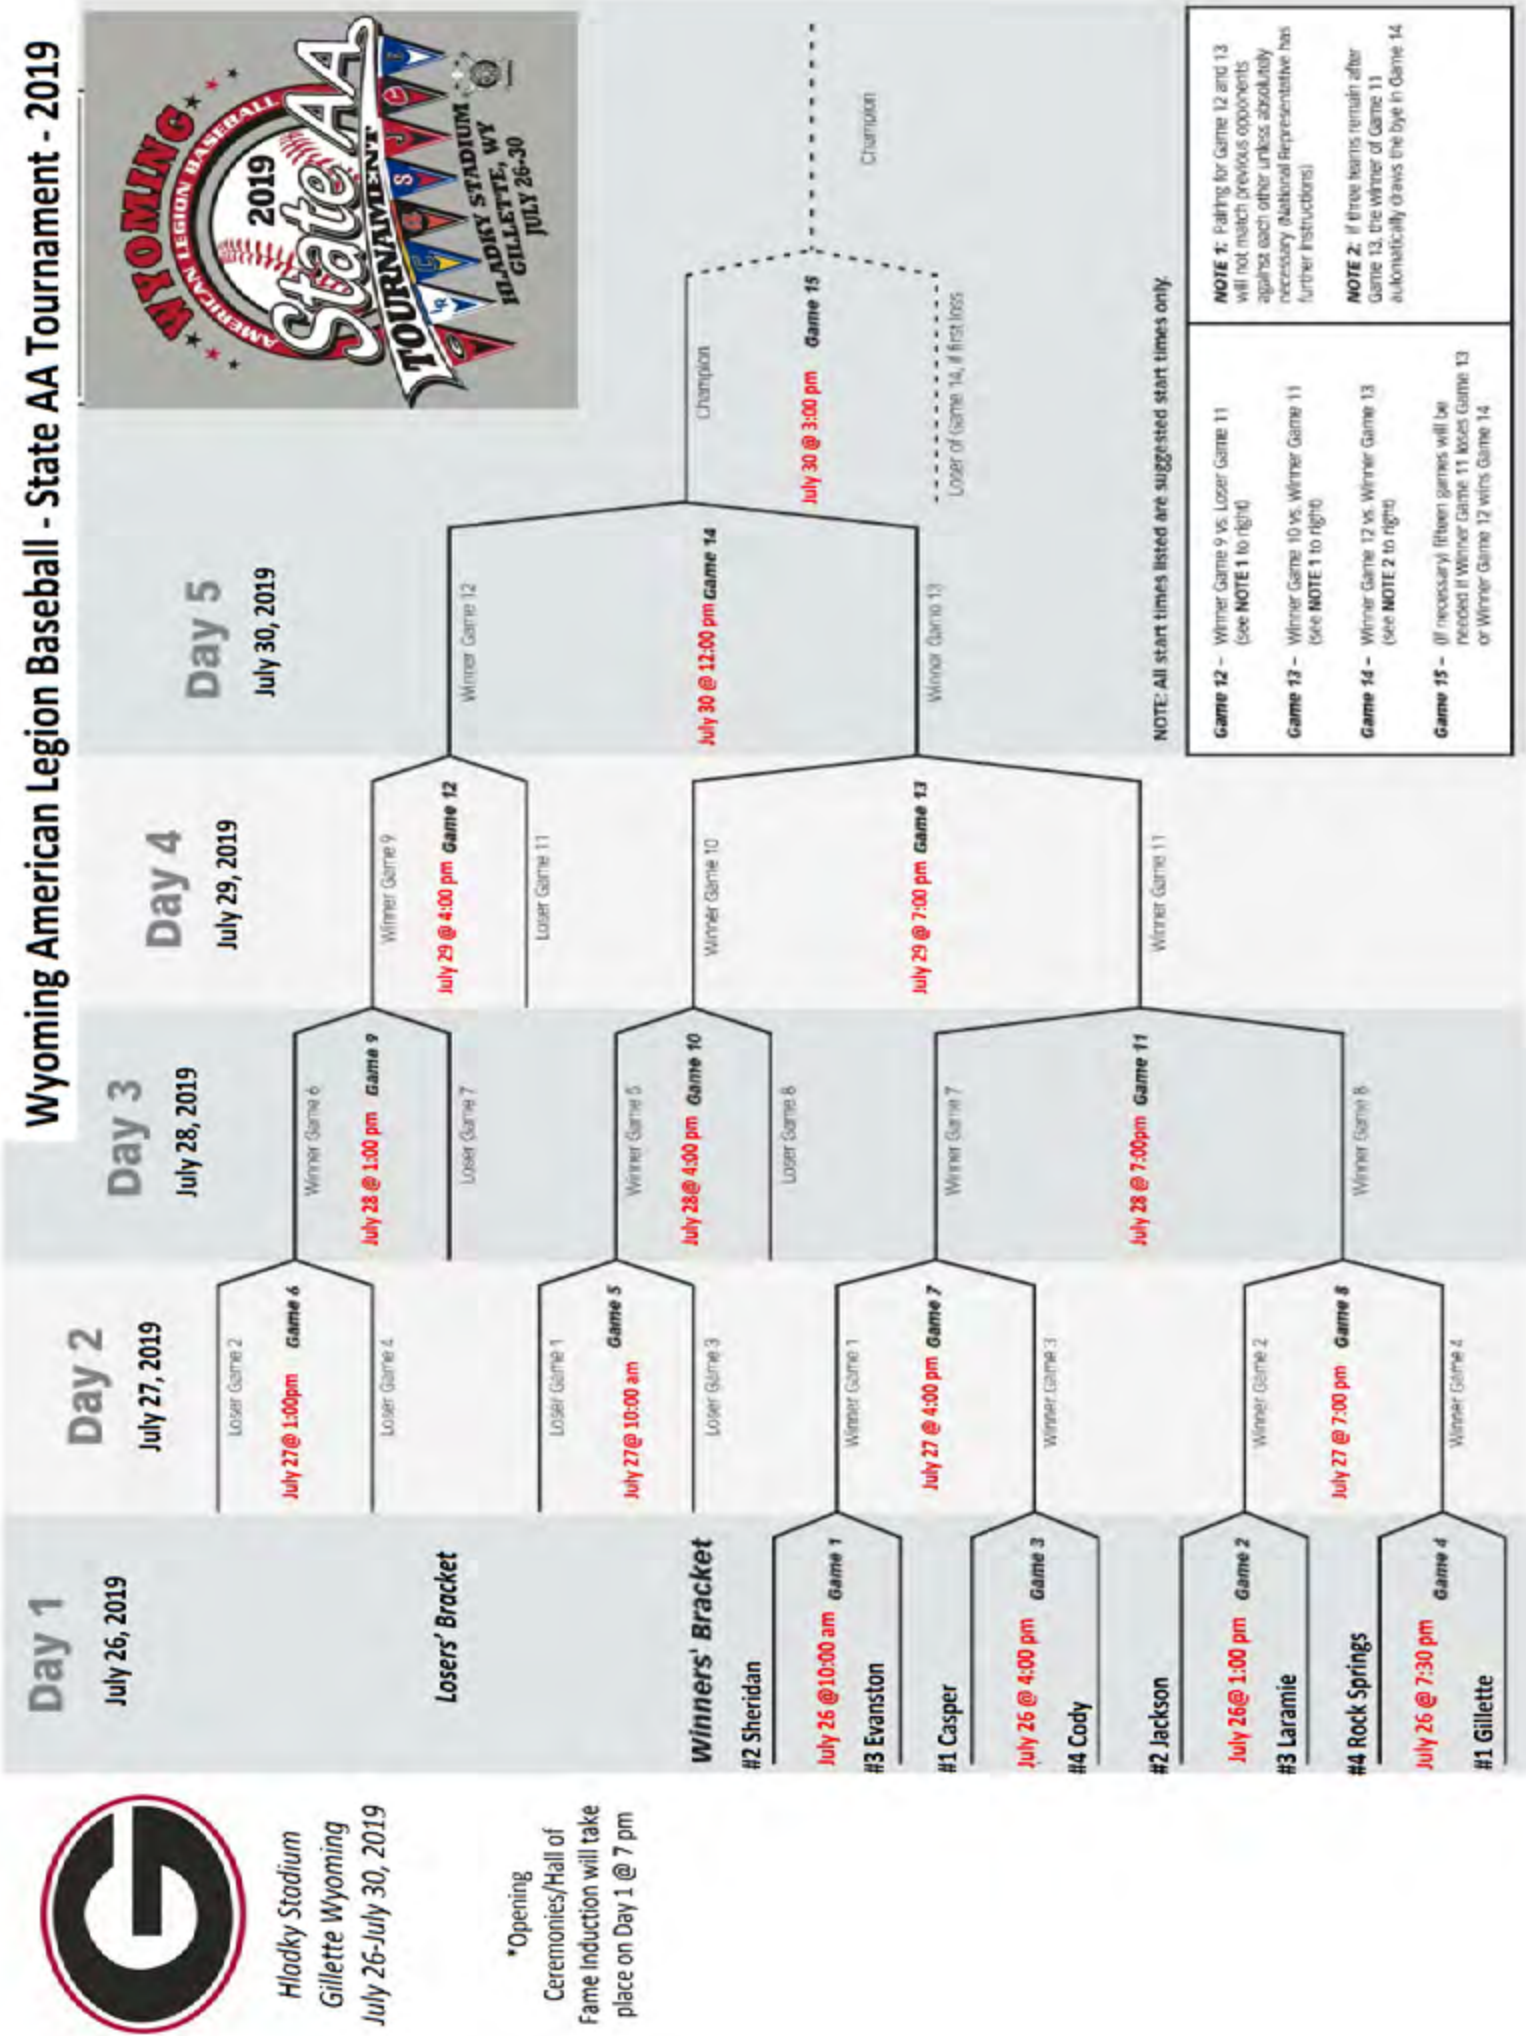 Wyoming American Legion Baseball - State AA Tournament - 2019
G
Hladky Stadium
Gillette Wyoming
July 26-July 30, 2019
*Opening
Ceremonies/Hall of
Fame Induction will take
place on Day 1 @ 7 pm
WYOMING
AMERICAN LEGION BASEBALL
2019
State AA
TOURNAMENT
HLADKY STADIUM
GILLETTE, WY
JULY 26-30
Day 1
July 26, 2019
Losers' Bracket
Winners' Bracket
#2 Sheridan
July 26 @10:00 am Game 1
#3 Evanston
#1 Casper
July 26 @ 4:00 pm Game 3
#4 Cody
#2 Jackson
July 26@ 1:00 pm Game 2
#3 Laramie
#4 Rock Springs
July 26 @ 7:30 pm Game 4
#1 Gillette
Day 2
July 27, 2019
Loser Game 2
July 27@ 1:00pm Game 6
Loser Game 4
Loser Game 1
July 27@ 10:00 am Game 5
Loser Game 3
Winner Game 1
July 27 @ 4:00 pm Game 7
Winner Game 3
Winner Game 2
July 27 @ 7:00 pm Game 8
Winner Game 4
Day 3
July 28, 2019
Winner Game 6
July 28 @ 1:00 pm Game 9
Loser Game 7
Winner Game 5
July 28@ 4:00 pm Game 10
Loser Game 8
Winner Game 7
July 28 @ 7:00pm Game 11
Winner Game 8
Day 4
July 29, 2019
Winner Game 9
July 29 @ 4:00 pm Game 12
Loser Game 11
Winner Game 10
July 29 @ 7:00 pm Game 13
Winner Game 11
Day 5
July 30, 2019
Winner Game 12
July 30 @ 12:00 pm Game 14
Winner Game 13
Champion
July 30 @ 3:00 pm Game 15
Loser of Game 14, if first loss
Champion
NOTE: All start times listed are suggested start times only.
Game 12 – Winner Game 9 vs. Loser Game 11
(see NOTE 1 to right)
Game 13 – Winner Game 10 vs. Winner Game 11
(see NOTE 1 to right)
Game 14 – Winner Game 12 vs. Winner Game 13
(see NOTE 2 to right)
Game 15 – (If necessary) fifteen games will be
needed if Winner Game 11 loses Game 13
or Winner Game 12 wins Game 14
NOTE 1: Pairing for Game 12 and 13
will not match previous opponents
against each other unless absolutely
necessary (National Representative has
further instructions)
NOTE 2: If three teams remain after
Game 13, the winner of Game 11
automatically draws the bye in Game 14